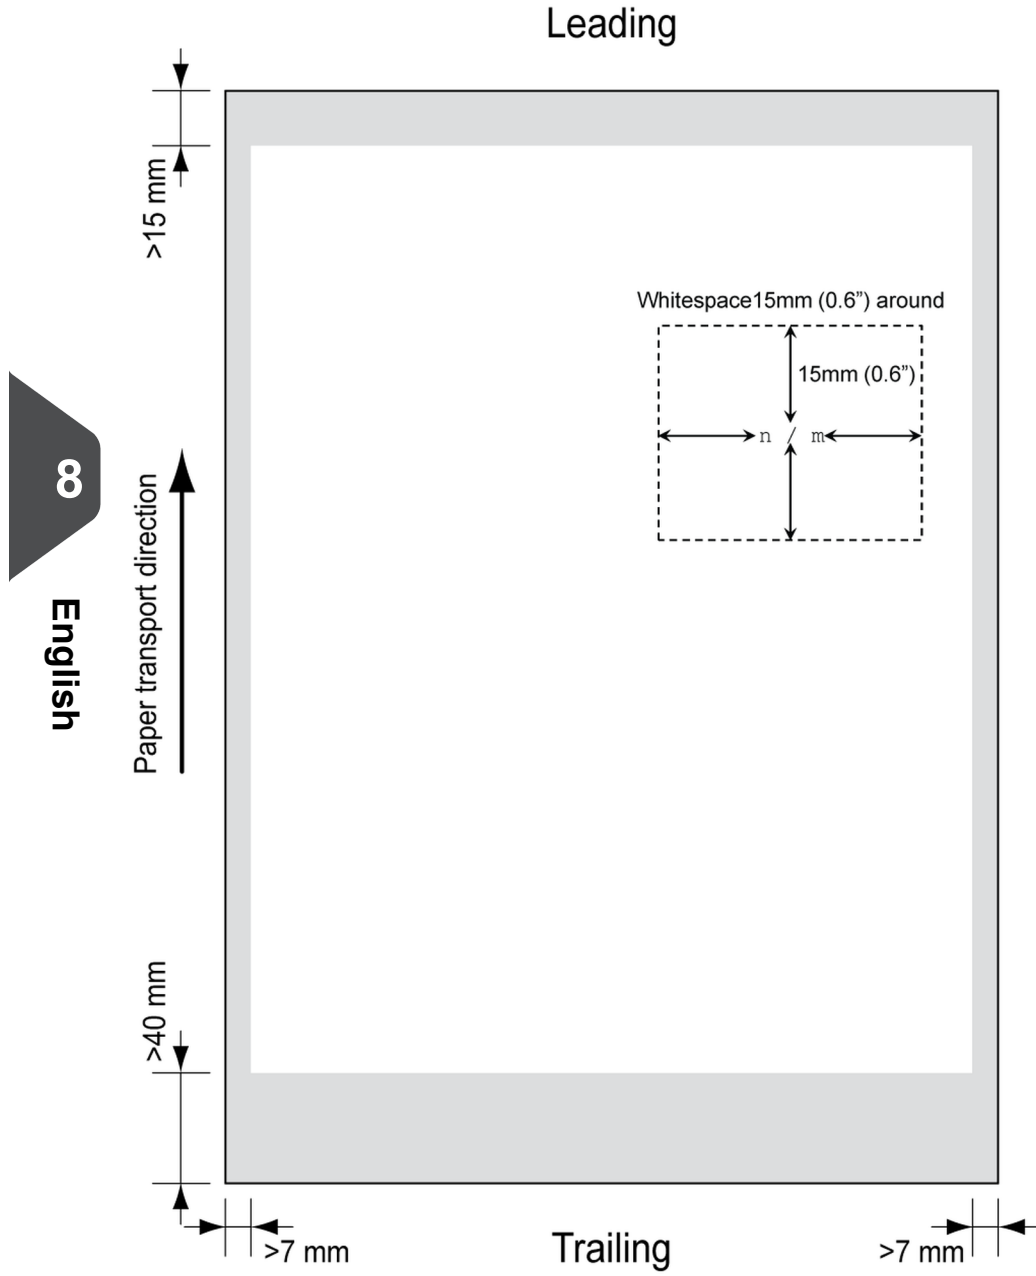 Leading
>15 mm
Whitespace15mm (0.6”) around
15mm (0.6”)
n / m
8
Paper transport direction
English
>40 mm
>7 mm
Trailing
>7 mm